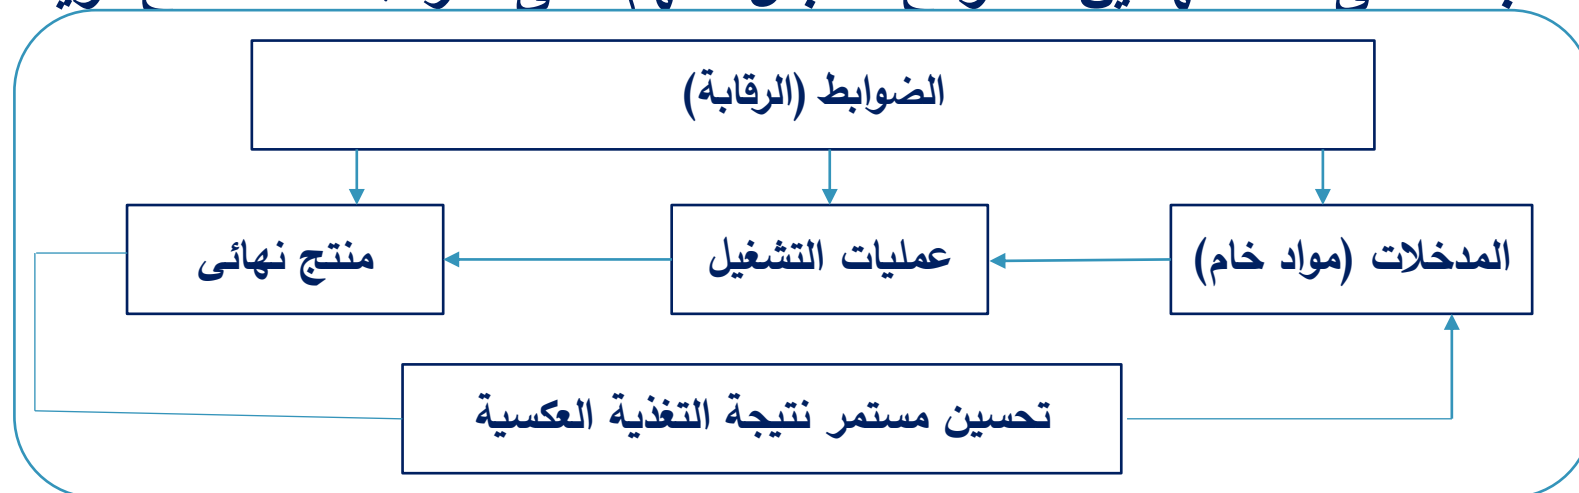 الضوابط (الرقابة)
المدخلات (مواد خام)
عمليات التشغيل
منتج نهائى
تحسين مستمر نتيجة التغذية العكسية